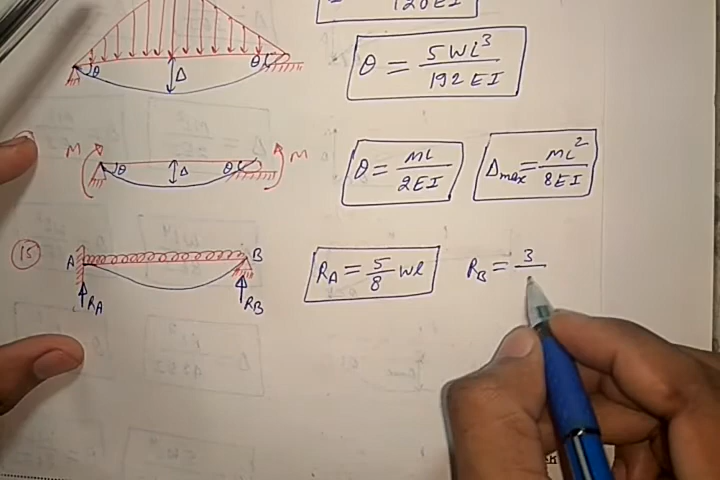 120EI
θ θ Δ
θ = 5Wl³/192EI
M θ Δ θ M
θ = Ml/2EI Δmax = Ml²/8EI
15 A B
RA = 5/8 wl RB = 3/
RA RB